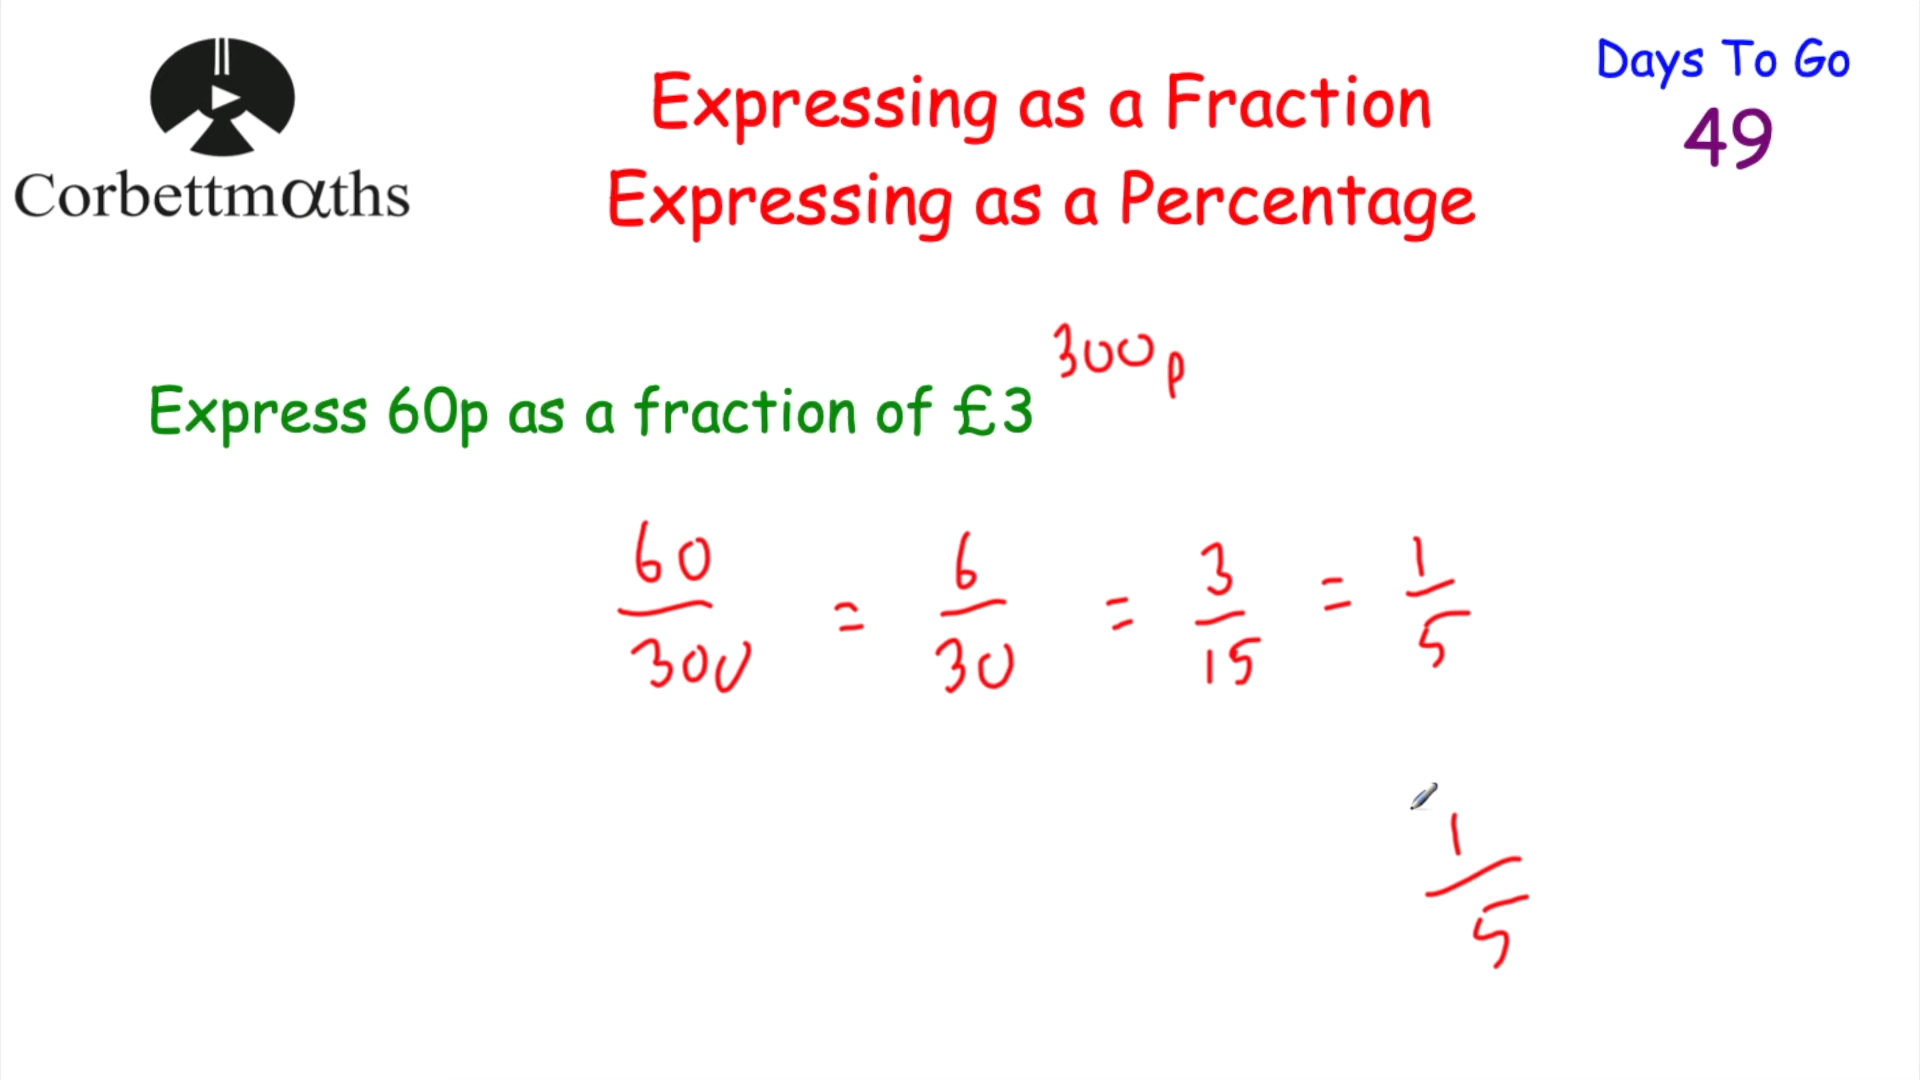 Corbettmαths
Expressing as a Fraction
Expressing as a Percentage
Days To Go
49
300p
Express 60p as a fraction of £3
60/300 = 6/30 = 3/15 = 1/5
1/5